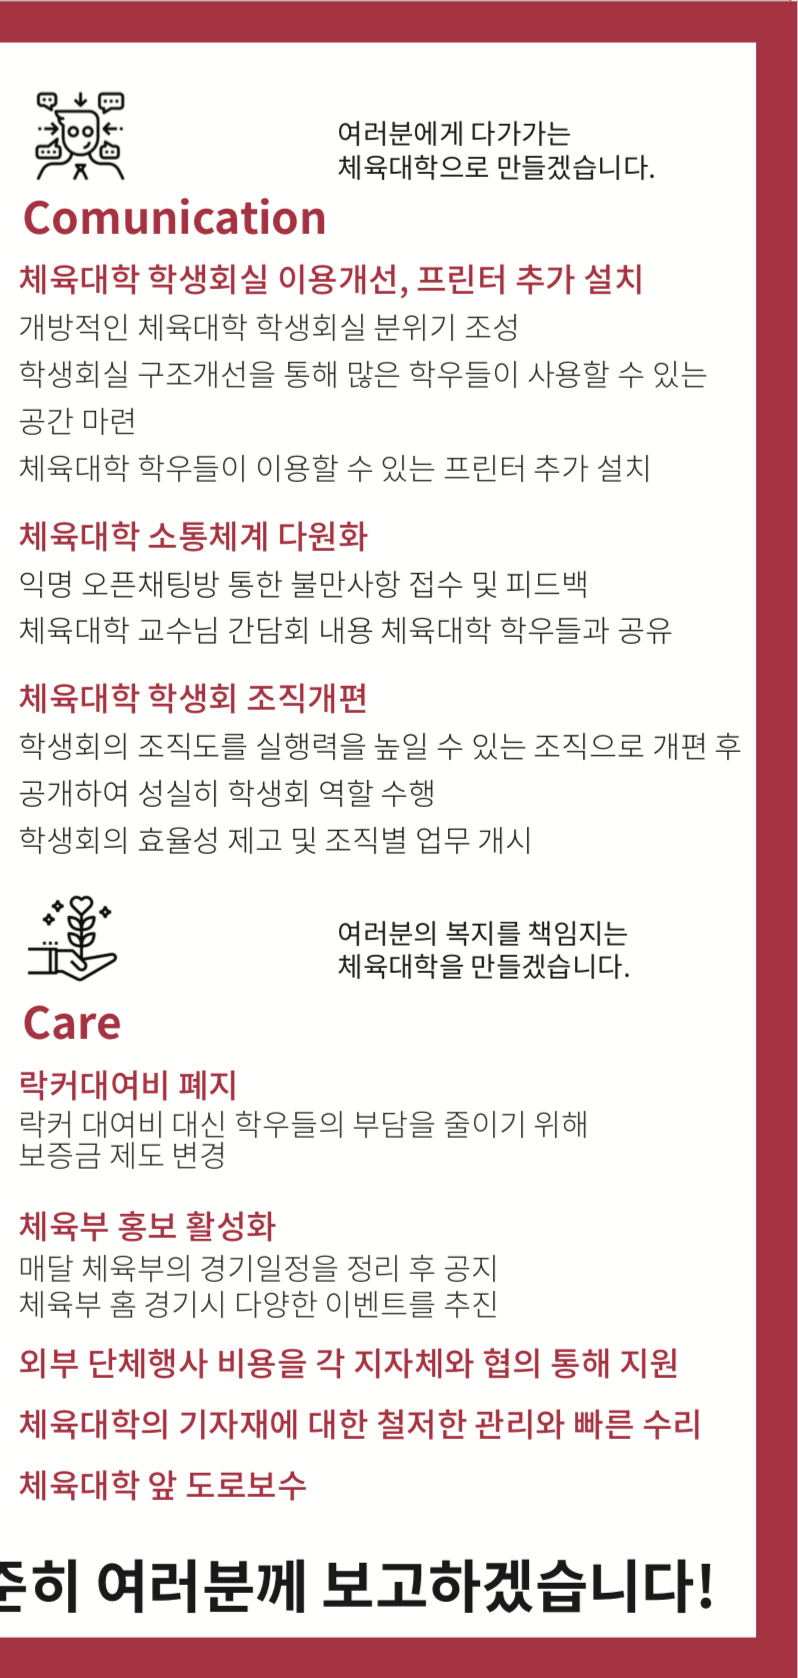 여러분에게 다가가는
체육대학으로 만들겠습니다.
Comunication
체육대학 학생회실 이용개선, 프린터 추가 설치
개방적인 체육대학 학생회실 분위기 조성
학생회실 구조개선을 통해 많은 학우들이 사용할 수 있는
공간 마련
체육대학 학우들이 이용할 수 있는 프린터 추가 설치
체육대학 소통체계 다원화
익명 오픈채팅방 통한 불만사항 접수 및 피드백
체육대학 교수님 간담회 내용 체육대학 학우들과 공유
체육대학 학생회 조직개편
학생회의 조직도를 실행력을 높일 수 있는 조직으로 개편 후
공개하여 성실히 학생회 역할 수행
학생회의 효율성 제고 및 조직별 업무 개시
여러분의 복지를 책임지는
체육대학을 만들겠습니다.
Care
락커대여비 폐지
락커 대여비 대신 학우들의 부담을 줄이기 위해
보증금 제도 변경
체육부 홍보 활성화
매달 체육부의 경기일정을 정리 후 공지
체육부 홈 경기시 다양한 이벤트를 추진
외부 단체행사 비용을 각 지자체와 협의 통해 지원
체육대학의 기자재에 대한 철저한 관리와 빠른 수리
체육대학 앞 도로보수
여러분께 보고하겠습니다!